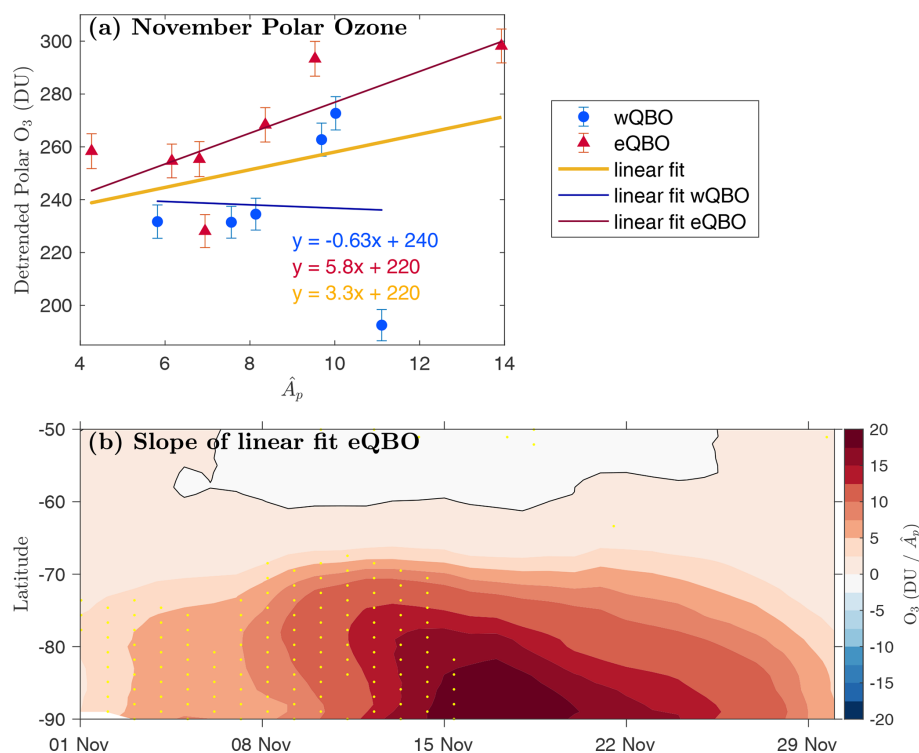 (a) November Polar Ozone
Detrended Polar O₃ (DU)
300
280
260
240
220
200
y = -0.63x + 240
y = 5.8x + 220
y = 3.3x + 220
4 6 8 10 12 14
Âₚ
wQBO
eQBO
linear fit
linear fit wQBO
linear fit eQBO
(b) Slope of linear fit eQBO
Latitude
-50
-60
-70
-80
-90
01 Nov 08 Nov 15 Nov 22 Nov 29 Nov
20
15
10
5
0
-5
-10
-15
-20
O₃ (DU / Âₚ)